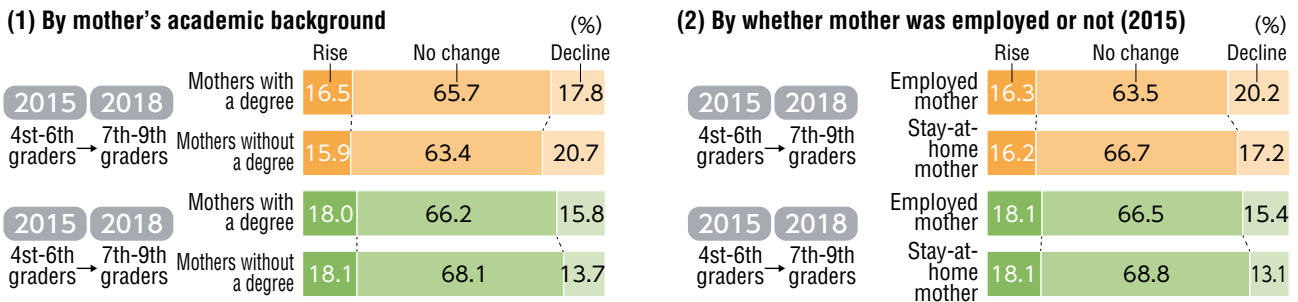 (1) By mother's academic background (%)
Rise No change Decline
2015 2018
4st-6th graders → 7th-9th graders
Mothers with
a degree
16.5 65.7 17.8
Mothers without
a degree
15.9 63.4 20.7
2015 2018
4st-6th graders → 7th-9th graders
Mothers with
a degree
18.0 66.2 15.8
Mothers without
a degree
18.1 68.1 13.7
(2) By whether mother was employed or not (2015) (%)
Rise No change Decline
2015 2018
4st-6th graders → 7th-9th graders
Employed
mother
16.3 63.5 20.2
Stay-at-
home
mother
16.2 66.7 17.2
2015 2018
4st-6th graders → 7th-9th graders
Employed
mother
18.1 66.5 15.4
Stay-at-
home
mother
18.1 68.8 13.1